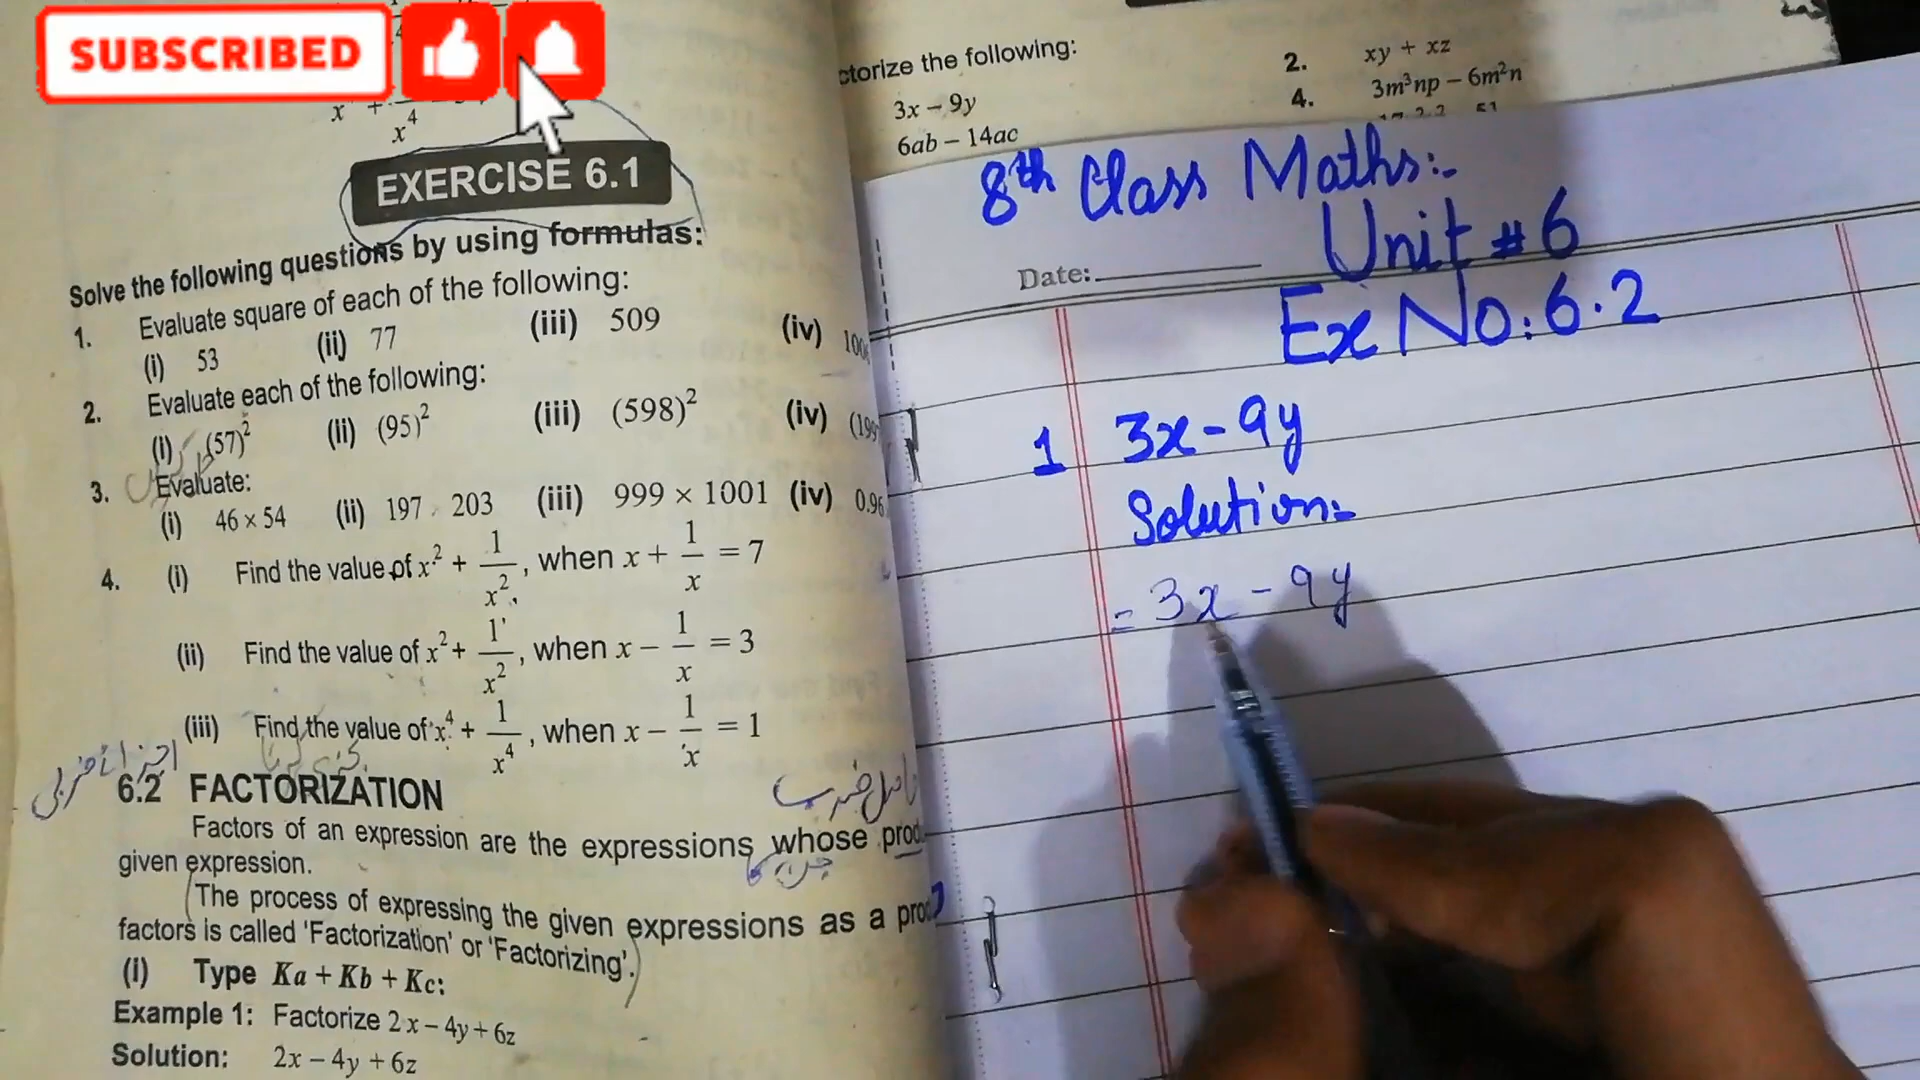 SUBSCRIBED
x⁴
EXERCISE 6.1
Solve the following questions by using formulas:
1. Evaluate square of each of the following:
(i) 53 (ii) 77 (iii) 509 (iv)
2. Evaluate each of the following:
(i) (57)² (ii) (95)² (iii) (598)² (iv)
3. Evaluate:
(i) 46 × 54 (ii) 197 203 (iii) 999 × 1001 (iv) 0.96
4. (i) Find the value of x² + 1/x², when x + 1/x = 7
(ii) Find the value of x² + 1/x², when x − 1/x = 3
(iii) Find the value of x⁴ + 1/x⁴, when x − 1/x = 1
6.2 FACTORIZATION
Factors of an expression are the expressions whose prod
given expression.
The process of expressing the given expressions as a prod
factors is called 'Factorization' or 'Factorizing'.
(i) Type Ka + Kb + Kc:
Example 1: Factorize 2x − 4y + 6z
Solution: 2x − 4y + 6z
ctorize the following:
3x − 9y
6ab − 14ac
2. xy + xz
4. 3m³np − 6m²n
8th Class Maths:-
Unit # 6
Date:
Ex No: 6.2
1 3x - 9y
Solution:-
= 3x - 9y